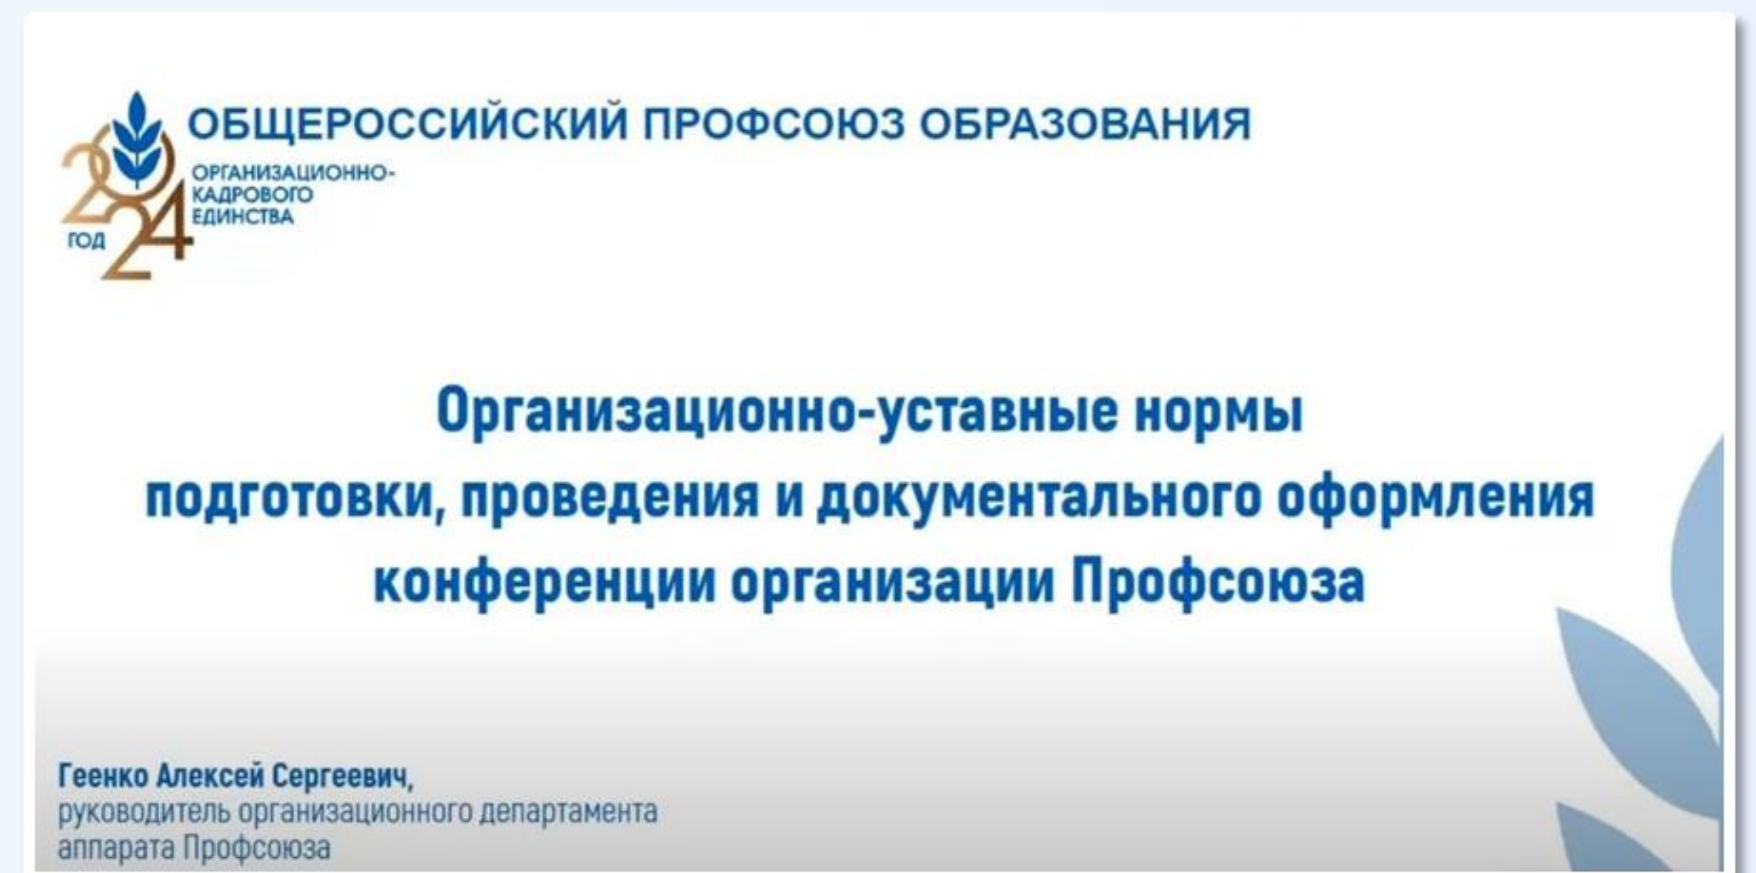 ОБЩЕРОССИЙСКИЙ ПРОФСОЮЗ ОБРАЗОВАНИЯ
2024
ГОД
ОРГАНИЗАЦИОННО-
КАДРОВОГО
ЕДИНСТВА
Организационно-уставные нормы
подготовки, проведения и документального оформления
конференции организации Профсоюза
Геенко Алексей Сергеевич,
руководитель организационного департамента
аппарата Профсоюза